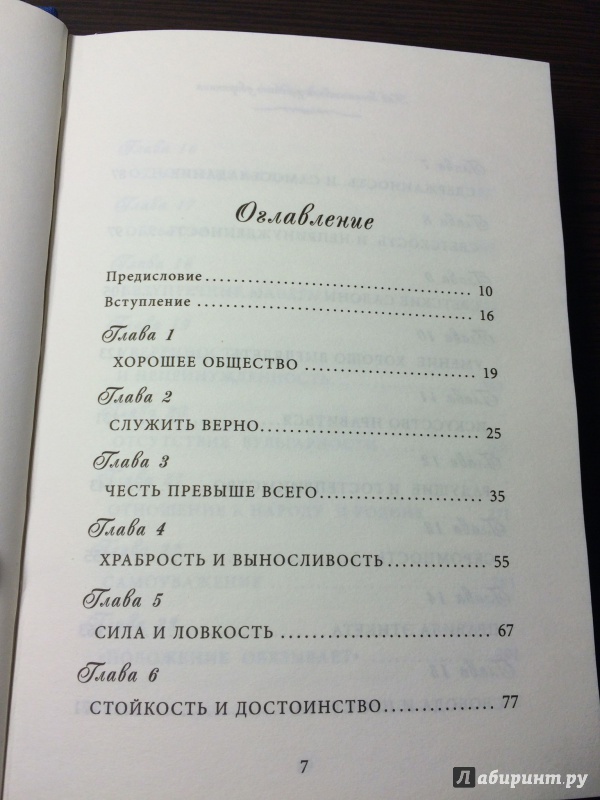 Оглавление
Предисловие 10
Вступление 16
Глава 1
ХОРОШЕЕ ОБЩЕСТВО 19
Глава 2
СЛУЖИТЬ ВЕРНО 25
Глава 3
ЧЕСТЬ ПРЕВЫШЕ ВСЕГО 35
Глава 4
ХРАБРОСТЬ И ВЫНОСЛИВОСТЬ 55
Глава 5
СИЛА И ЛОВКОСТЬ 67
Глава 6
СТОЙКОСТЬ И ДОСТОИНСТВО 77
7
Лабиринт.ру